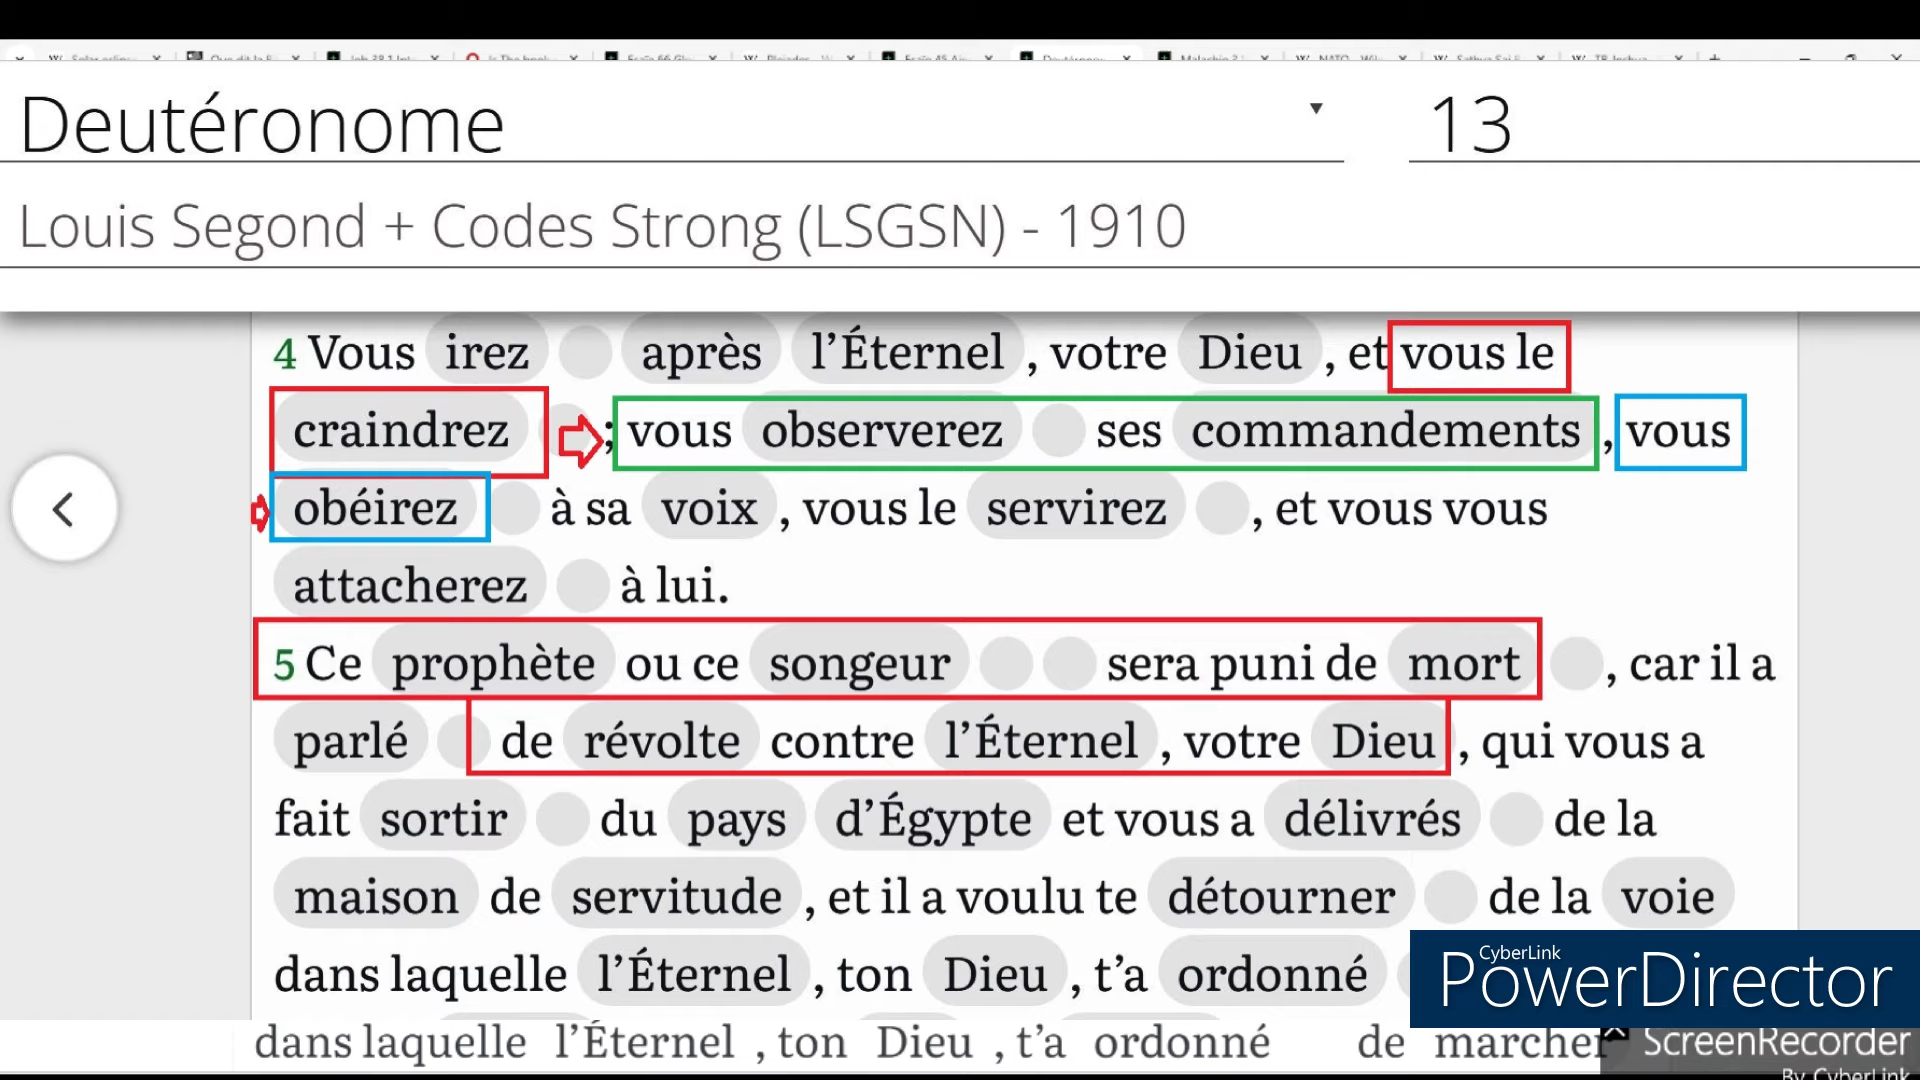 Deutéronome 13
Louis Segond + Codes Strong (LSGSN) - 1910
4 Vous irez après l’Éternel , votre Dieu , et vous le
craindrez ; vous observerez ses commandements , vous
obéirez à sa voix , vous le servirez , et vous vous
attacherez à lui.
5 Ce prophète ou ce songeur sera puni de mort , car il a
parlé de révolte contre l’Éternel , votre Dieu , qui vous a
fait sortir du pays d’Égypte et vous a délivrés de la
maison de servitude , et il a voulu te détourner de la voie
dans laquelle l’Éternel , ton Dieu , t’a ordonné
CyberLink
PowerDirector
dans laquelle l’Éternel , ton Dieu , t’a ordonné de marcher
ScreenRecorder
By CyberLink